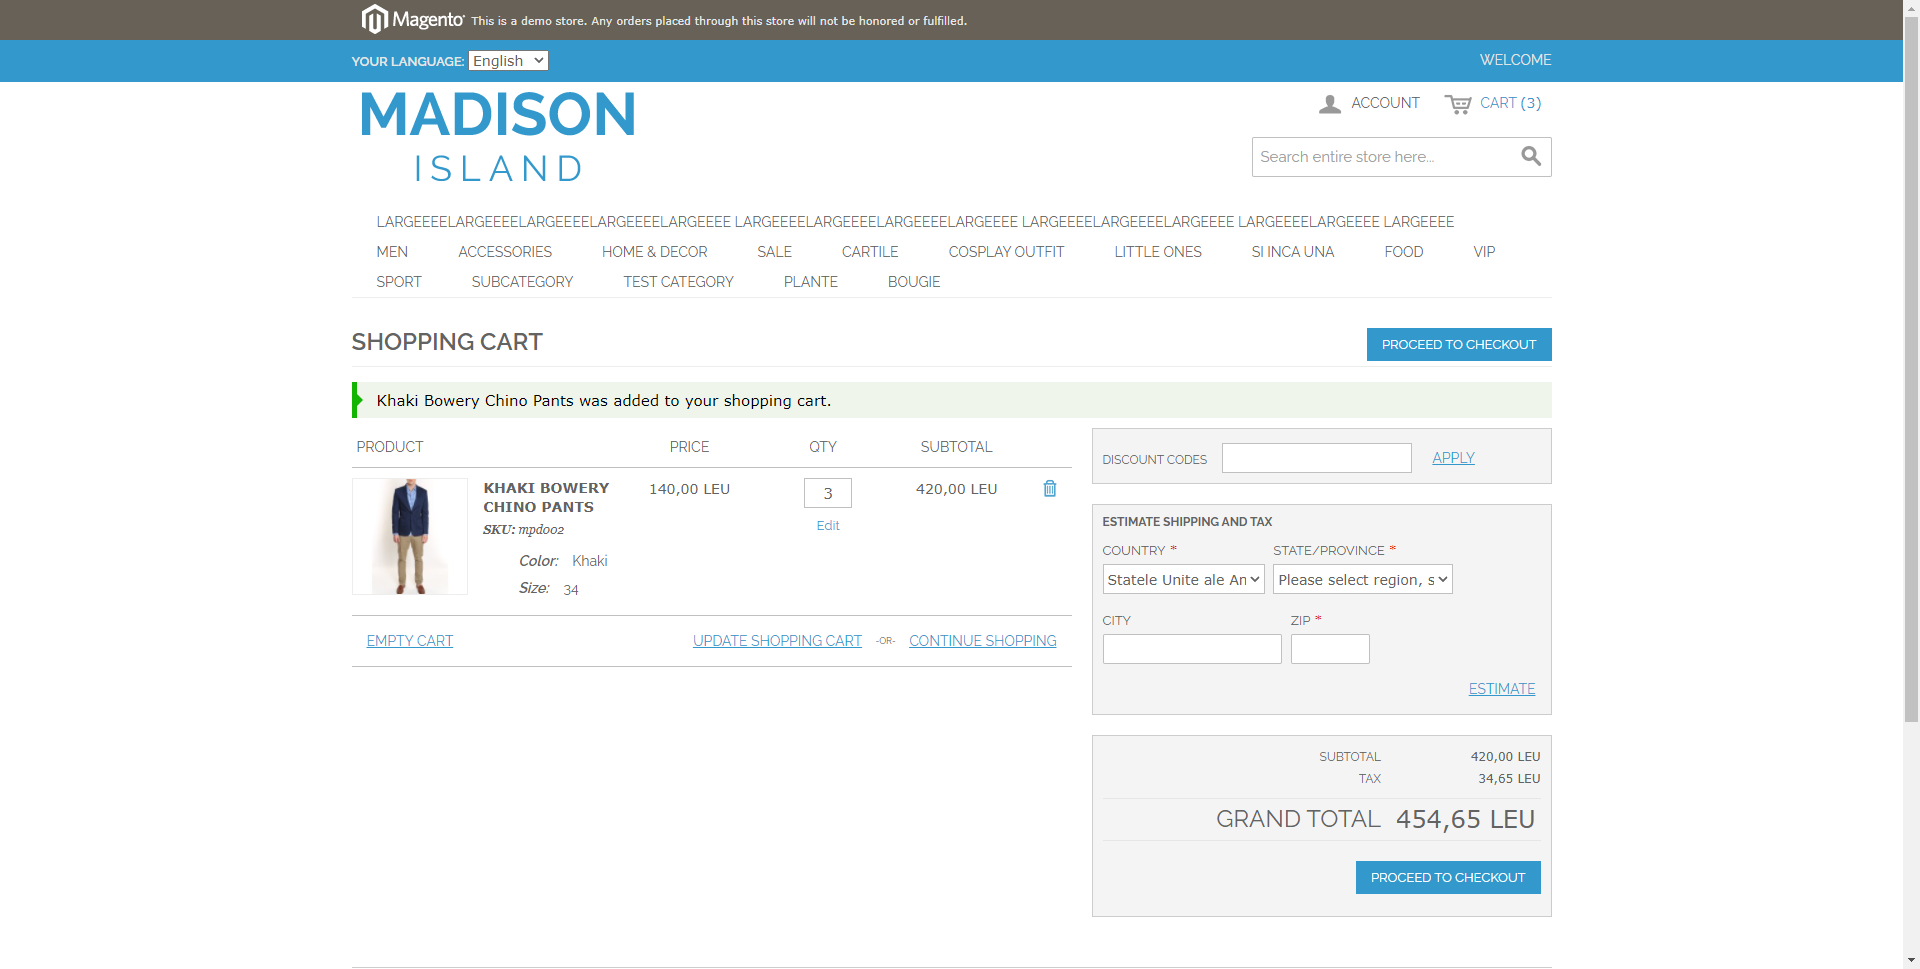 Magento This is a demo store. Any orders placed through this store will not be honored or fulfilled.
YOUR LANGUAGE: English
WELCOME
MADISON
ISLAND
ACCOUNT
CART (3)
Search entire store here...
LARGEEEELARGEEEELARGEEEELARGEEEELARGEEEE LARGEEEELARGEEEELARGEEEELARGEEEE LARGEEEELARGEEEELARGEEEE LARGEEEELARGEEEE LARGEEEE
MEN ACCESSORIES HOME & DECOR SALE CARTILE COSPLAY OUTFIT LITTLE ONES SI INCA UNA FOOD VIP
SPORT SUBCATEGORY TEST CATEGORY PLANTE BOUGIE
SHOPPING CART
PROCEED TO CHECKOUT
Khaki Bowery Chino Pants was added to your shopping cart.
PRODUCT PRICE QTY SUBTOTAL
KHAKI BOWERY
CHINO PANTS
SKU: mpd002
Color: Khaki
Size: 34
140,00 LEU
3
Edit
420,00 LEU
EMPTY CART
UPDATE SHOPPING CART -OR- CONTINUE SHOPPING
DISCOUNT CODES APPLY
ESTIMATE SHIPPING AND TAX
COUNTRY * STATE/PROVINCE *
Statele Unite ale An Please select region, s
CITY ZIP *
ESTIMATE
SUBTOTAL 420,00 LEU
TAX 34,65 LEU
GRAND TOTAL 454,65 LEU
PROCEED TO CHECKOUT